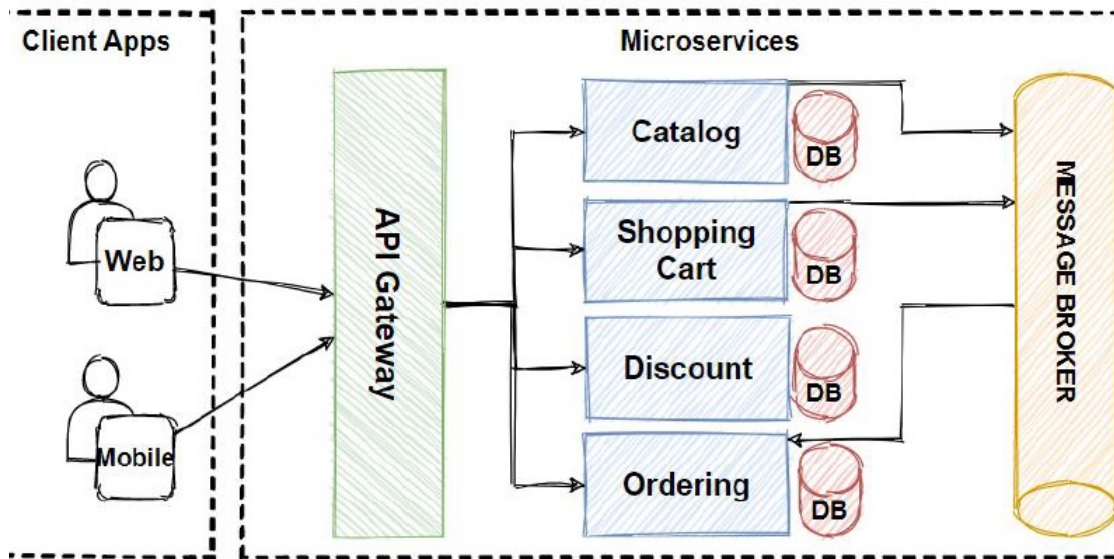 Client Apps
Microservices
Web
Mobile
API Gateway
Catalog
DB
Shopping
Cart
DB
Discount
DB
Ordering
DB
MESSAGE BROKER